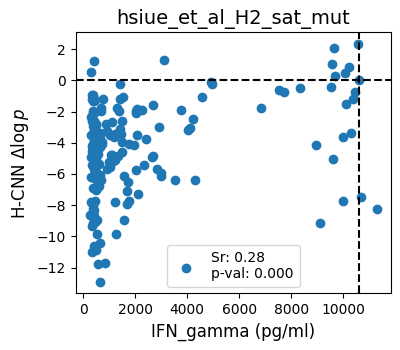 hsiue_et_al_H2_sat_mut
H-CNN Δlog p
2
0
−2
−4
−6
−8
−10
−12
Sr: 0.28
p-val: 0.000
0 2000 4000 6000 8000 10000
IFN_gamma (pg/ml)